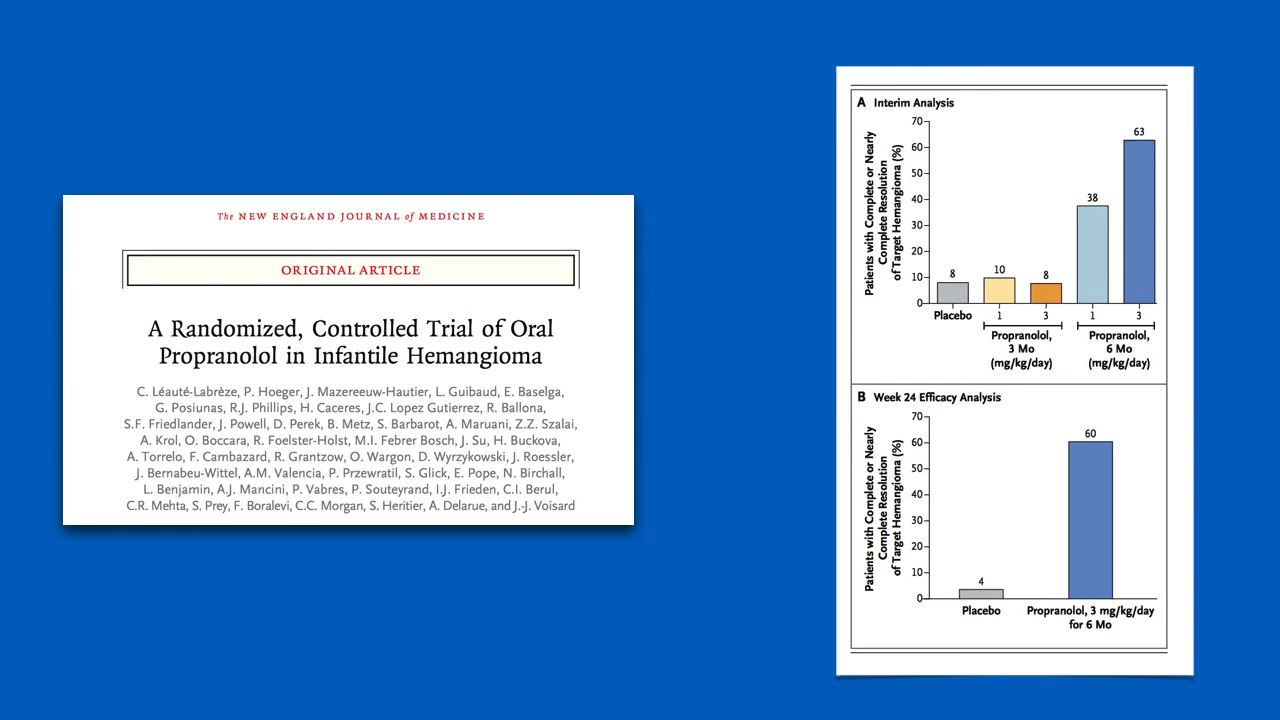 The NEW ENGLAND JOURNAL of MEDICINE
ORIGINAL ARTICLE
A Randomized, Controlled Trial of Oral
Propranolol in Infantile Hemangioma
C. Léauté-Labrèze, P. Hoeger, J. Mazereeuw-Hautier, L. Guibaud, E. Baselga,
G. Posiunas, R.J. Phillips, H. Caceres, J.C. Lopez Gutierrez, R. Ballona,
S.F. Friedlander, J. Powell, D. Perek, B. Metz, S. Barbarot, A. Maruani, Z.Z. Szalai,
A. Krol, O. Boccara, R. Foelster-Holst, M.I. Febrer Bosch, J. Su, H. Buckova,
A. Torrelo, F. Cambazard, R. Grantzow, O. Wargon, D. Wyrzykowski, J. Roessler,
J. Bernabeu-Wittel, A.M. Valencia, P. Przewratil, S. Glick, E. Pope, N. Birchall,
L. Benjamin, A.J. Mancini, P. Vabres, P. Souteyrand, I.J. Frieden, C.I. Berul,
C.R. Mehta, S. Prey, F. Boralevi, C.C. Morgan, S. Heritier, A. Delarue, and J.-J. Voisard
A Interim Analysis
Patients with Complete or Nearly
Complete Resolution
of Target Hemangioma (%)
70
60
50
40
30
20
10
0
8
10
8
38
63
Placebo
1
3
1
3
Propranolol,
3 Mo
(mg/kg/day)
Propranolol,
6 Mo
(mg/kg/day)
B Week 24 Efficacy Analysis
Patients with Complete or Nearly
Complete Resolution
of Target Hemangioma (%)
70
60
50
40
30
20
10
0
4
60
Placebo
Propranolol, 3 mg/kg/day
for 6 Mo